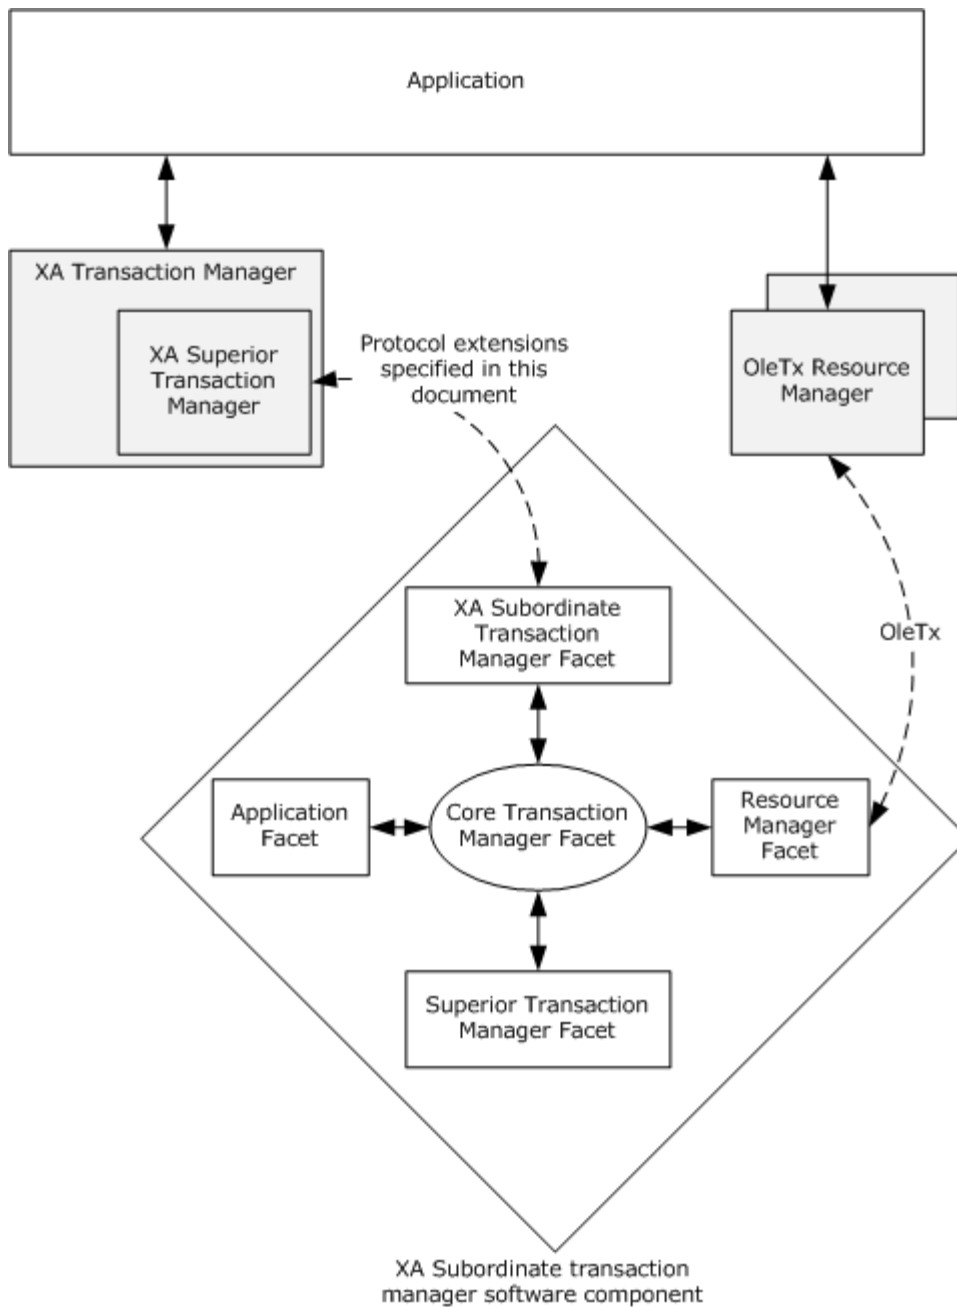 Application
XA Transaction Manager
XA Superior
Transaction
Manager
Protocol extensions
specified in this
document
OleTx Resource
Manager
OleTx
XA Subordinate
Transaction
Manager Facet
Application
Facet
Core Transaction
Manager Facet
Resource
Manager
Facet
Superior Transaction
Manager Facet
XA Subordinate transaction
manager software component